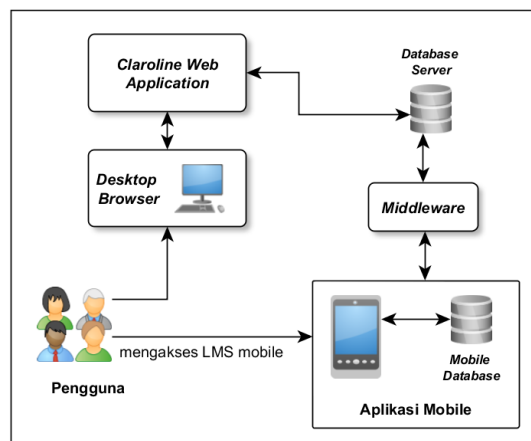 Claroline Web
Application
Database
Server
Desktop
Browser
Middleware
mengakses LMS mobile
Pengguna
Mobile
Database
Aplikasi Mobile